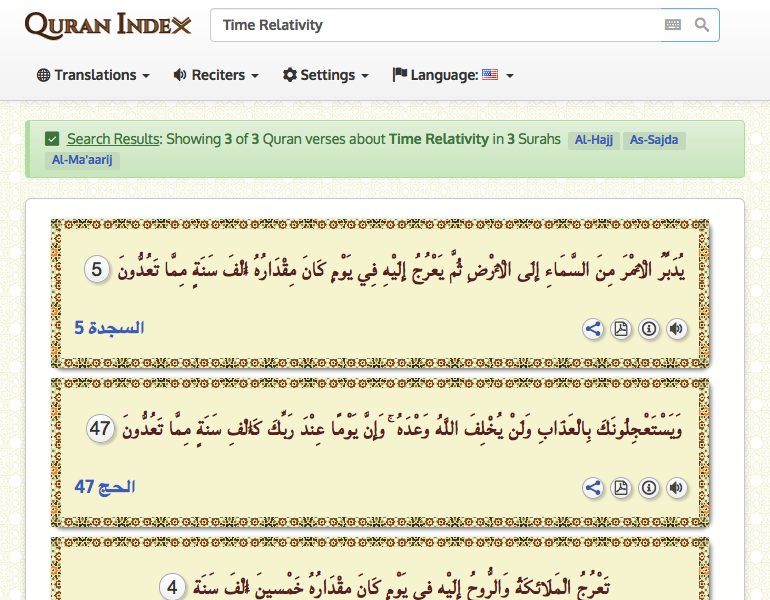 QURAN INDEX
Time Relativity
Translations Reciters Settings Language:
Search Results: Showing 3 of 3 Quran verses about Time Relativity in 3 Surahs Al-Hajj As-Sajda
Al-Ma'aarij
يُدَبِّرُ الْأَمْرَ مِنَ السَّمَاءِ إِلَى الْأَرْضِ ثُمَّ يَعْرُجُ إِلَيْهِ فِي يَوْمٍ كَانَ مِقْدَارُهُ أَلْفَ سَنَةٍ مِمَّا تَعُدُّونَ 5
السجدة 5
وَيَسْتَعْجِلُونَكَ بِالْعَذَابِ وَلَنْ يُخْلِفَ اللَّهُ وَعْدَهُ ۚ وَإِنَّ يَوْمًا عِنْدَ رَبِّكَ كَأَلْفِ سَنَةٍ مِمَّا تَعُدُّونَ 47
الحج 47
تَعْرُجُ الْمَلَائِكَةُ وَالرُّوحُ إِلَيْهِ فِي يَوْمٍ كَانَ مِقْدَارُهُ خَمْسِينَ أَلْفَ سَنَةٍ 4